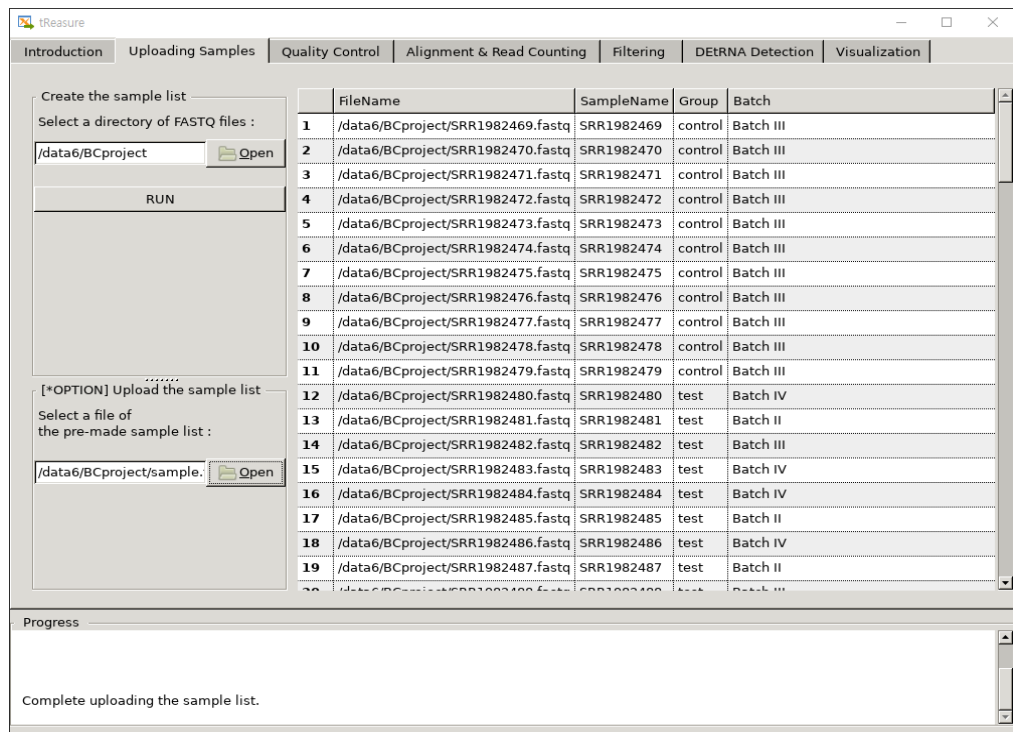 tReasure
Introduction Uploading Samples Quality Control Alignment & Read Counting Filtering DEtRNA Detection Visualization
Create the sample list
Select a directory of FASTQ files :
/data6/BCproject Open
RUN
[*OPTION] Upload the sample list
Select a file of
the pre-made sample list :
/data6/BCproject/sample. Open
FileName SampleName Group Batch
1 /data6/BCproject/SRR1982469.fastq SRR1982469 control Batch III
2 /data6/BCproject/SRR1982470.fastq SRR1982470 control Batch III
3 /data6/BCproject/SRR1982471.fastq SRR1982471 control Batch III
4 /data6/BCproject/SRR1982472.fastq SRR1982472 control Batch III
5 /data6/BCproject/SRR1982473.fastq SRR1982473 control Batch III
6 /data6/BCproject/SRR1982474.fastq SRR1982474 control Batch III
7 /data6/BCproject/SRR1982475.fastq SRR1982475 control Batch III
8 /data6/BCproject/SRR1982476.fastq SRR1982476 control Batch III
9 /data6/BCproject/SRR1982477.fastq SRR1982477 control Batch III
10 /data6/BCproject/SRR1982478.fastq SRR1982478 control Batch III
11 /data6/BCproject/SRR1982479.fastq SRR1982479 control Batch III
12 /data6/BCproject/SRR1982480.fastq SRR1982480 test Batch IV
13 /data6/BCproject/SRR1982481.fastq SRR1982481 test Batch II
14 /data6/BCproject/SRR1982482.fastq SRR1982482 test Batch III
15 /data6/BCproject/SRR1982483.fastq SRR1982483 test Batch IV
16 /data6/BCproject/SRR1982484.fastq SRR1982484 test Batch IV
17 /data6/BCproject/SRR1982485.fastq SRR1982485 test Batch II
18 /data6/BCproject/SRR1982486.fastq SRR1982486 test Batch IV
19 /data6/BCproject/SRR1982487.fastq SRR1982487 test Batch II
Progress
Complete uploading the sample list.